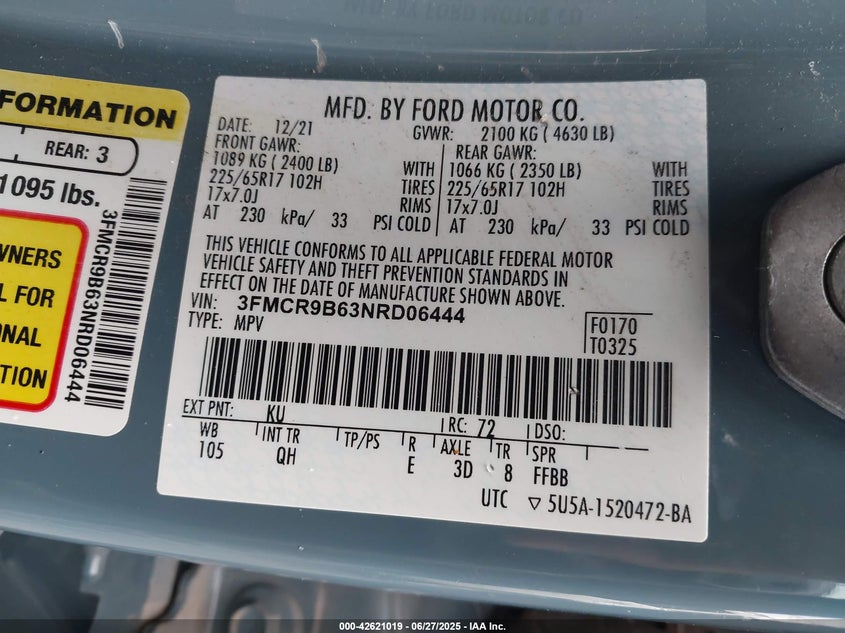 FORMATION
REAR: 3
1095 lbs.
WNERS
L FOR
ONAL
TION
3FMCR9B63NRD06444
MFD. BY FORD MOTOR CO.
DATE: 12/21 GVWR: 2100 KG ( 4630 LB)
FRONT GAWR: REAR GAWR:
1089 KG ( 2400 LB) WITH 1066 KG ( 2350 LB) WITH
225/65R17 102H TIRES 225/65R17 102H TIRES
17x7.0J RIMS 17x7.0J RIMS
AT 230 kPa/ 33 PSI COLD AT 230 kPa/ 33 PSI COLD
THIS VEHICLE CONFORMS TO ALL APPLICABLE FEDERAL MOTOR
VEHICLE SAFETY AND THEFT PREVENTION STANDARDS IN
EFFECT ON THE DATE OF MANUFACTURE SHOWN ABOVE.
VIN: 3FMCR9B63NRD06444
TYPE: MPV
F0170
T0325
EXT PNT: KU RC: 72 DSO:
WB INT TR TP/PS R AXLE TR SPR
105 QH E 3D 8 FFBB
UTC ▽ 5U5A-1520472-BA
000-42621019 - 06/27/2025 - IAA Inc.